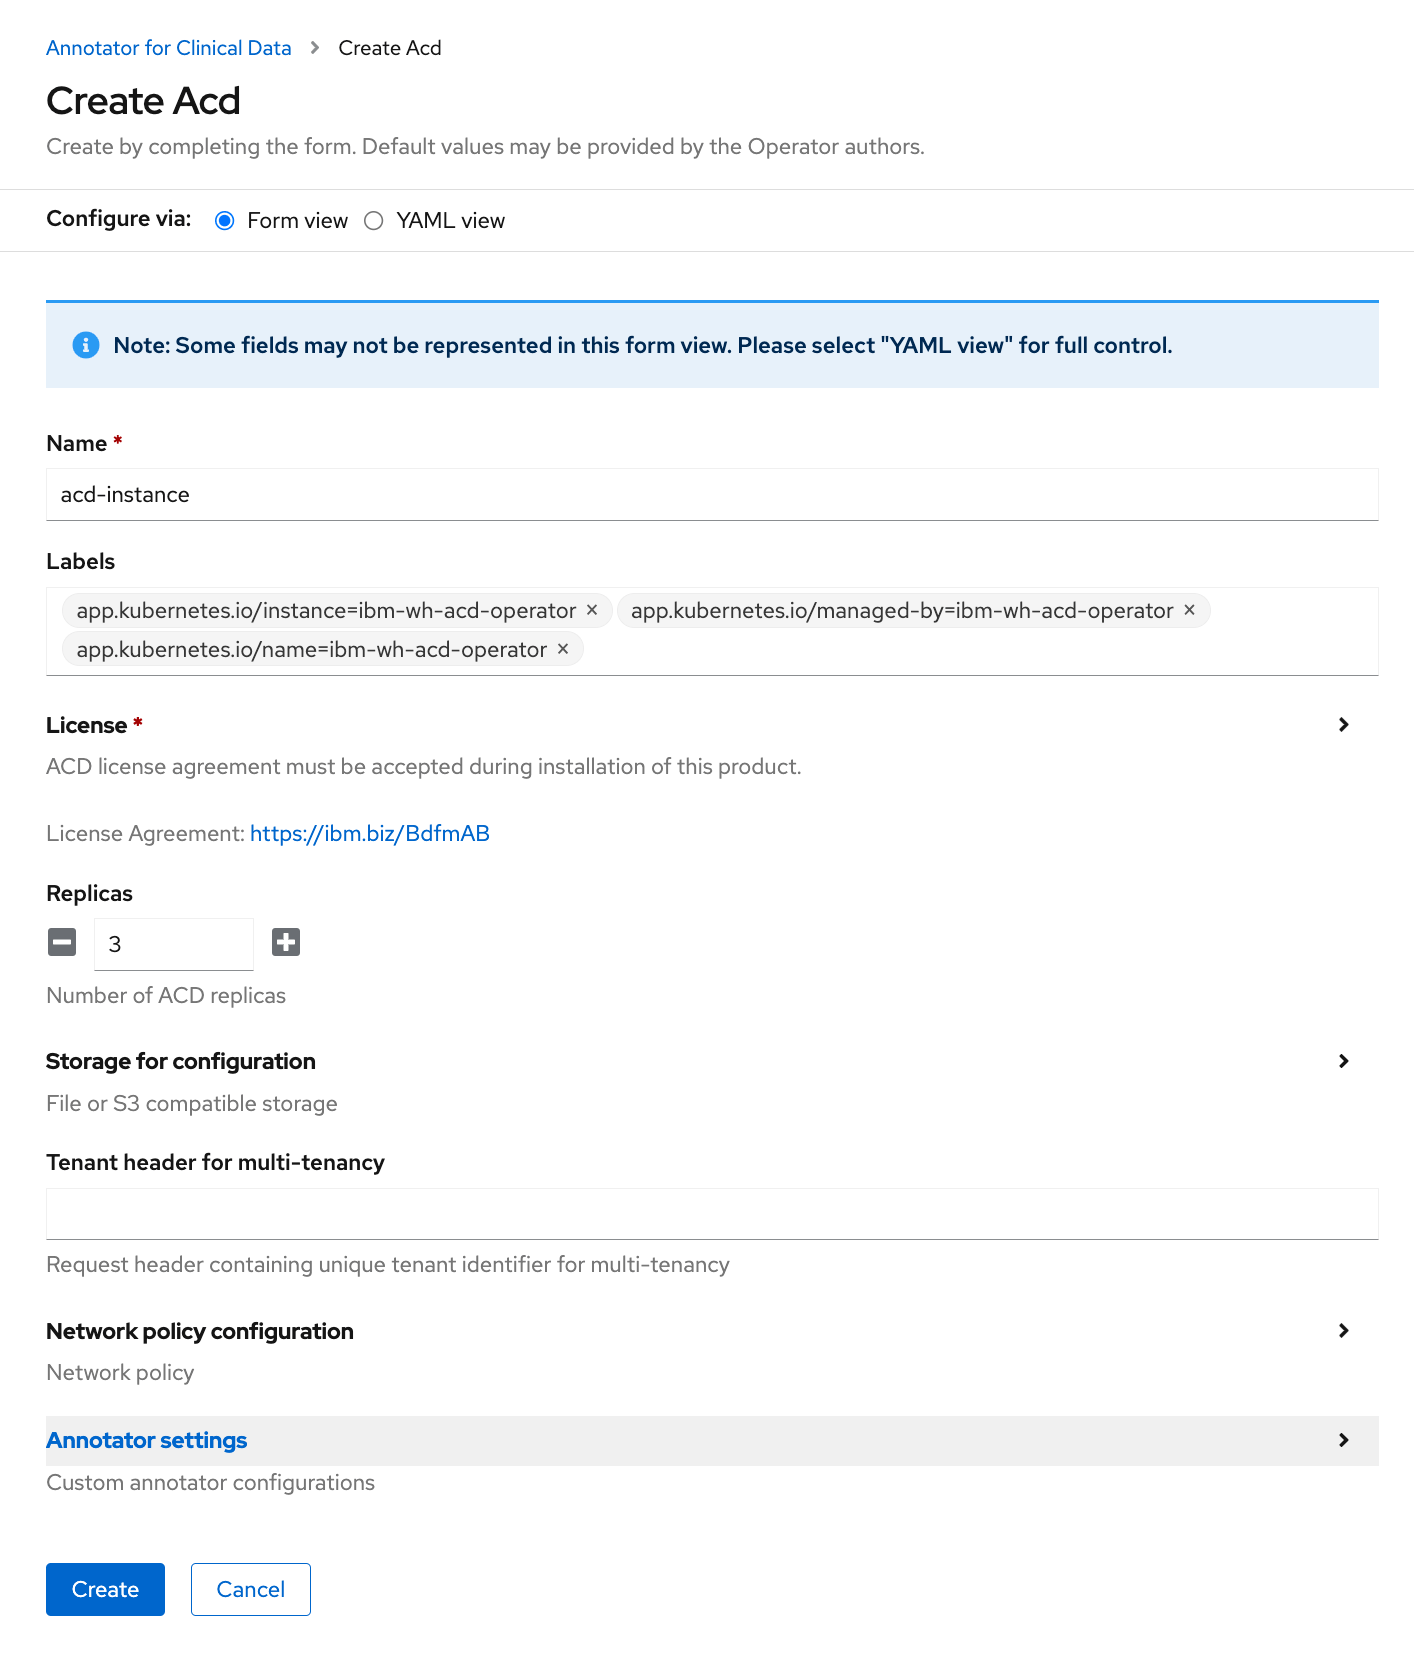 Annotator for Clinical Data > Create Acd
Create Acd
Create by completing the form. Default values may be provided by the Operator authors.
Configure via: Form view YAML view
Note: Some fields may not be represented in this form view. Please select "YAML view" for full control.
Name *
acd-instance
Labels
app.kubernetes.io/instance=ibm-wh-acd-operator × app.kubernetes.io/managed-by=ibm-wh-acd-operator ×
app.kubernetes.io/name=ibm-wh-acd-operator ×
License *
ACD license agreement must be accepted during installation of this product.
License Agreement: https://ibm.biz/BdfmAB
Replicas
3
Number of ACD replicas
Storage for configuration
File or S3 compatible storage
Tenant header for multi-tenancy
Request header containing unique tenant identifier for multi-tenancy
Network policy configuration
Network policy
Annotator settings
Custom annotator configurations
Create Cancel